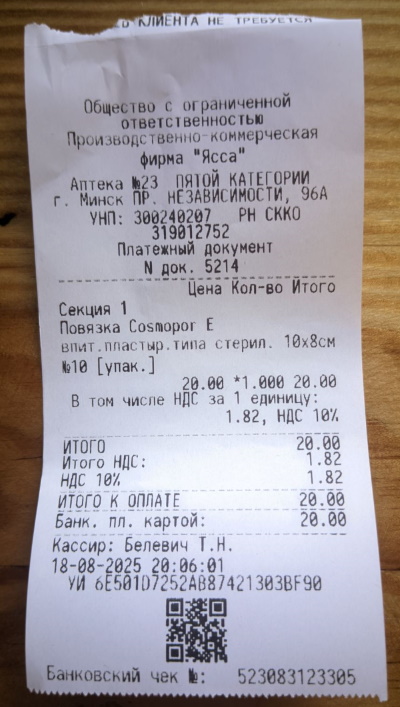 КЛИЕНТА НЕ ТРЕБУЕТСЯ
Общество с ограниченной
ответственностью
Производственно-коммерческая
фирма "Ясса"
Аптека №23 ПЯТОЙ КАТЕГОРИИ
г. Минск ПР. НЕЗАВИСИМОСТИ, 96А
УНП: 300240207 РН СККО
319012752
Платежный документ
N док. 5214
Цена Кол-во Итого
Секция 1
Повязка Cosmopor E
впит.пластыр.типа стерил. 10х8см
№10 [упак.]
20.00 *1.000 20.00
В том числе НДС за 1 единицу:
1.82, НДС 10%
ИТОГО 20.00
Итого НДС: 1.82
НДС 10% 1.82
ИТОГО К ОПЛАТЕ 20.00
Банк. пл. картой: 20.00
Кассир: Белевич Т.Н.
18-08-2025 20:06:01
УИ 6E501D7252AB87421303BF90
Банковский чек №: 523083123305